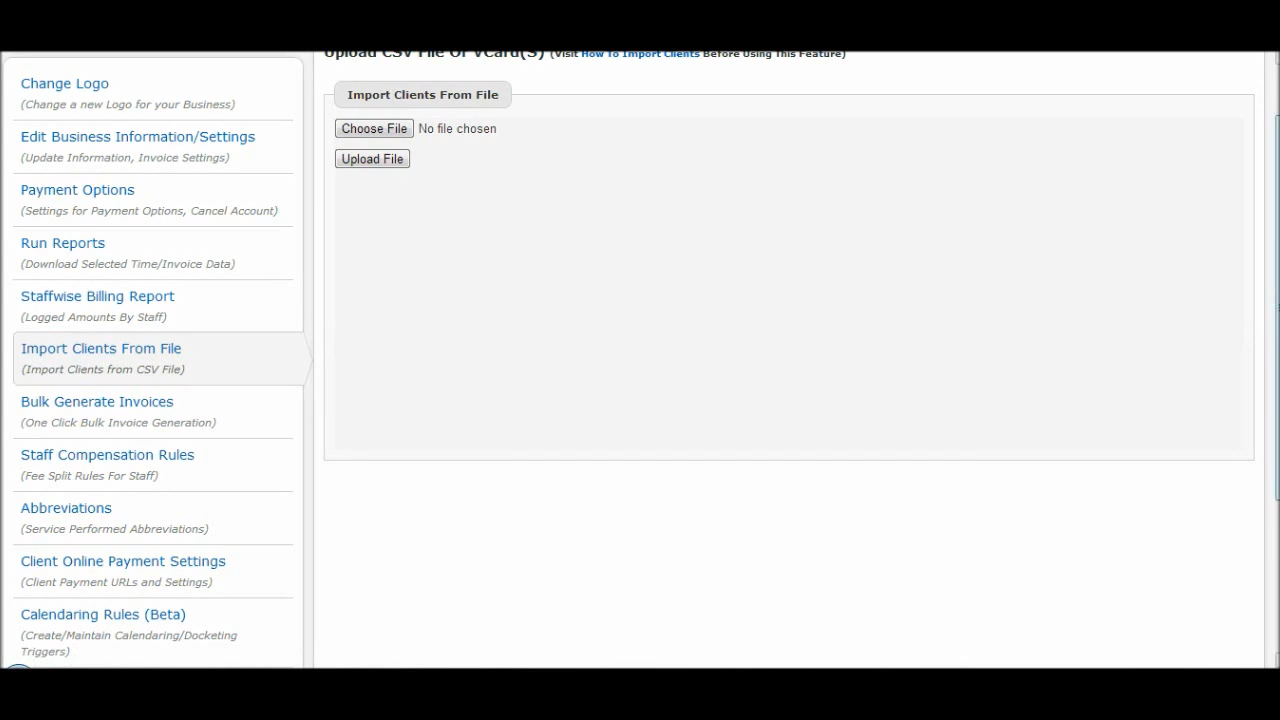 Upload CSV File Or VCard(S) (Visit How To Import Clients Before Using This Feature)
Change Logo
(Change a new Logo for your Business)
Edit Business Information/Settings
(Update Information, Invoice Settings)
Payment Options
(Settings for Payment Options, Cancel Account)
Run Reports
(Download Selected Time/Invoice Data)
Staffwise Billing Report
(Logged Amounts By Staff)
Import Clients From File
(Import Clients from CSV File)
Bulk Generate Invoices
(One Click Bulk Invoice Generation)
Staff Compensation Rules
(Fee Split Rules For Staff)
Abbreviations
(Service Performed Abbreviations)
Client Online Payment Settings
(Client Payment URLs and Settings)
Calendaring Rules (Beta)
(Create/Maintain Calendaring/Docketing
Triggers)
Import Clients From File
Choose File No file chosen
Upload File